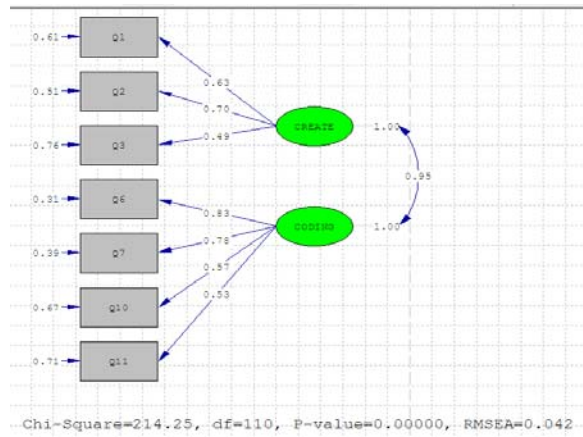 0.61 Q1
0.63
0.51 Q2
0.70
0.76 Q3
0.49
CREATE 1.00
0.95
0.31 Q6
0.83
CODING 1.00
0.39 Q7
0.78
0.57
0.67 Q10
0.53
0.71 Q11
Chi-Square=214.25, df=110, P-value=0.00000, RMSEA=0.042